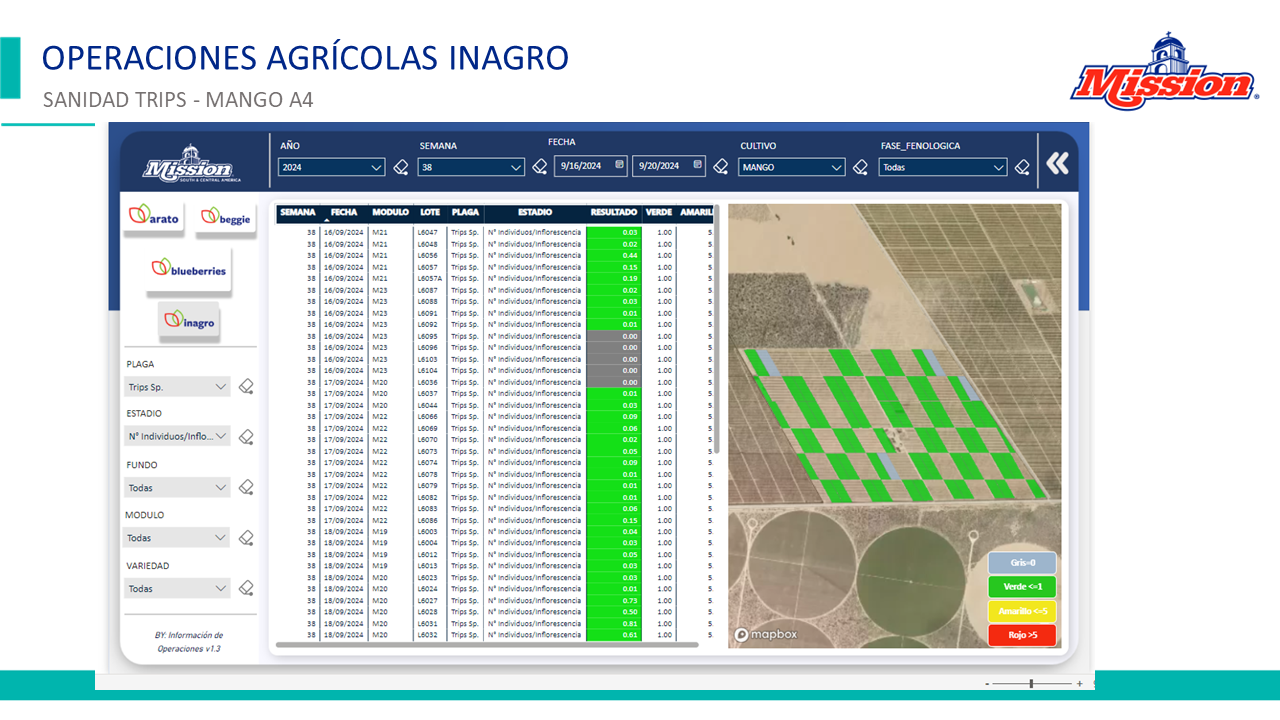 OPERACIONES AGRÍCOLAS INAGRO
SANIDAD TRIPS - MANGO A4
Mission
®
Mission
SOUTH & CENTRAL AMERICA
AÑO
2024
SEMANA
38
FECHA
9/16/2024
9/20/2024
CULTIVO
MANGO
FASE_FENOLOGICA
Todas
arato
beggie
blueberries
inagro
PLAGA
Trips Sp.
ESTADIO
N° Individuos/Inflo...
FUNDO
Todas
MODULO
Todas
VARIEDAD
Todas
BY: Información de
Operaciones v1.3
SEMANA FECHA MODULO LOTE PLAGA ESTADIO RESULTADO VERDE AMARIL
38 16/09/2024 M21 L6047 Trips Sp. N° Individuos/Inflorescencia 0.03 1.00 5.
38 16/09/2024 M21 L6048 Trips Sp. N° Individuos/Inflorescencia 0.02 1.00 5.
38 16/09/2024 M21 L6056 Trips Sp. N° Individuos/Inflorescencia 0.44 1.00 5.
38 16/09/2024 M21 L6057 Trips Sp. N° Individuos/Inflorescencia 0.15 1.00 5.
38 16/09/2024 M21 L6057A Trips Sp. N° Individuos/Inflorescencia 0.19 1.00 5.
38 16/09/2024 M23 L6087 Trips Sp. N° Individuos/Inflorescencia 0.02 1.00 5.
38 16/09/2024 M23 L6088 Trips Sp. N° Individuos/Inflorescencia 0.03 1.00 5.
38 16/09/2024 M23 L6091 Trips Sp. N° Individuos/Inflorescencia 0.01 1.00 5.
38 16/09/2024 M23 L6092 Trips Sp. N° Individuos/Inflorescencia 0.01 1.00 5.
38 16/09/2024 M23 L6095 Trips Sp. N° Individuos/Inflorescencia 0.00 1.00 5.
38 16/09/2024 M23 L6096 Trips Sp. N° Individuos/Inflorescencia 0.00 1.00 5.
38 16/09/2024 M23 L6103 Trips Sp. N° Individuos/Inflorescencia 0.00 1.00 5.
38 16/09/2024 M23 L6104 Trips Sp. N° Individuos/Inflorescencia 0.00 1.00 5.
38 17/09/2024 M20 L6036 Trips Sp. N° Individuos/Inflorescencia 0.00 1.00 5.
38 17/09/2024 M20 L6037 Trips Sp. N° Individuos/Inflorescencia 0.01 1.00 5.
38 17/09/2024 M20 L6044 Trips Sp. N° Individuos/Inflorescencia 0.03 1.00 5.
38 17/09/2024 M22 L6066 Trips Sp. N° Individuos/Inflorescencia 0.09 1.00 5.
38 17/09/2024 M22 L6069 Trips Sp. N° Individuos/Inflorescencia 0.06 1.00 5.
38 17/09/2024 M22 L6070 Trips Sp. N° Individuos/Inflorescencia 0.02 1.00 5.
38 17/09/2024 M22 L6073 Trips Sp. N° Individuos/Inflorescencia 0.05 1.00 5.
38 17/09/2024 M22 L6074 Trips Sp. N° Individuos/Inflorescencia 0.09 1.00 5.
38 17/09/2024 M22 L6078 Trips Sp. N° Individuos/Inflorescencia 0.01 1.00 5.
38 17/09/2024 M22 L6079 Trips Sp. N° Individuos/Inflorescencia 0.01 1.00 5.
38 17/09/2024 M22 L6082 Trips Sp. N° Individuos/Inflorescencia 0.01 1.00 5.
38 17/09/2024 M22 L6083 Trips Sp. N° Individuos/Inflorescencia 0.06 1.00 5.
38 17/09/2024 M22 L6086 Trips Sp. N° Individuos/Inflorescencia 0.15 1.00 5.
38 18/09/2024 M19 L6003 Trips Sp. N° Individuos/Inflorescencia 0.04 1.00 5.
38 18/09/2024 M19 L6004 Trips Sp. N° Individuos/Inflorescencia 0.03 1.00 5.
38 18/09/2024 M19 L6012 Trips Sp. N° Individuos/Inflorescencia 0.05 1.00 5.
38 18/09/2024 M19 L6013 Trips Sp. N° Individuos/Inflorescencia 0.03 1.00 5.
38 18/09/2024 M20 L6023 Trips Sp. N° Individuos/Inflorescencia 0.03 1.00 5.
38 18/09/2024 M20 L6024 Trips Sp. N° Individuos/Inflorescencia 0.01 1.00 5.
38 18/09/2024 M20 L6027 Trips Sp. N° Individuos/Inflorescencia 0.73 1.00 5.
38 18/09/2024 M20 L6028 Trips Sp. N° Individuos/Inflorescencia 0.50 1.00 5.
38 18/09/2024 M20 L6031 Trips Sp. N° Individuos/Inflorescencia 0.81 1.00 5.
38 18/09/2024 M20 L6032 Trips Sp. N° Individuos/Inflorescencia 0.61 1.00 5.
Gris=0
Verde <=1
Amarillo <=5
Rojo >5
mapbox
- +